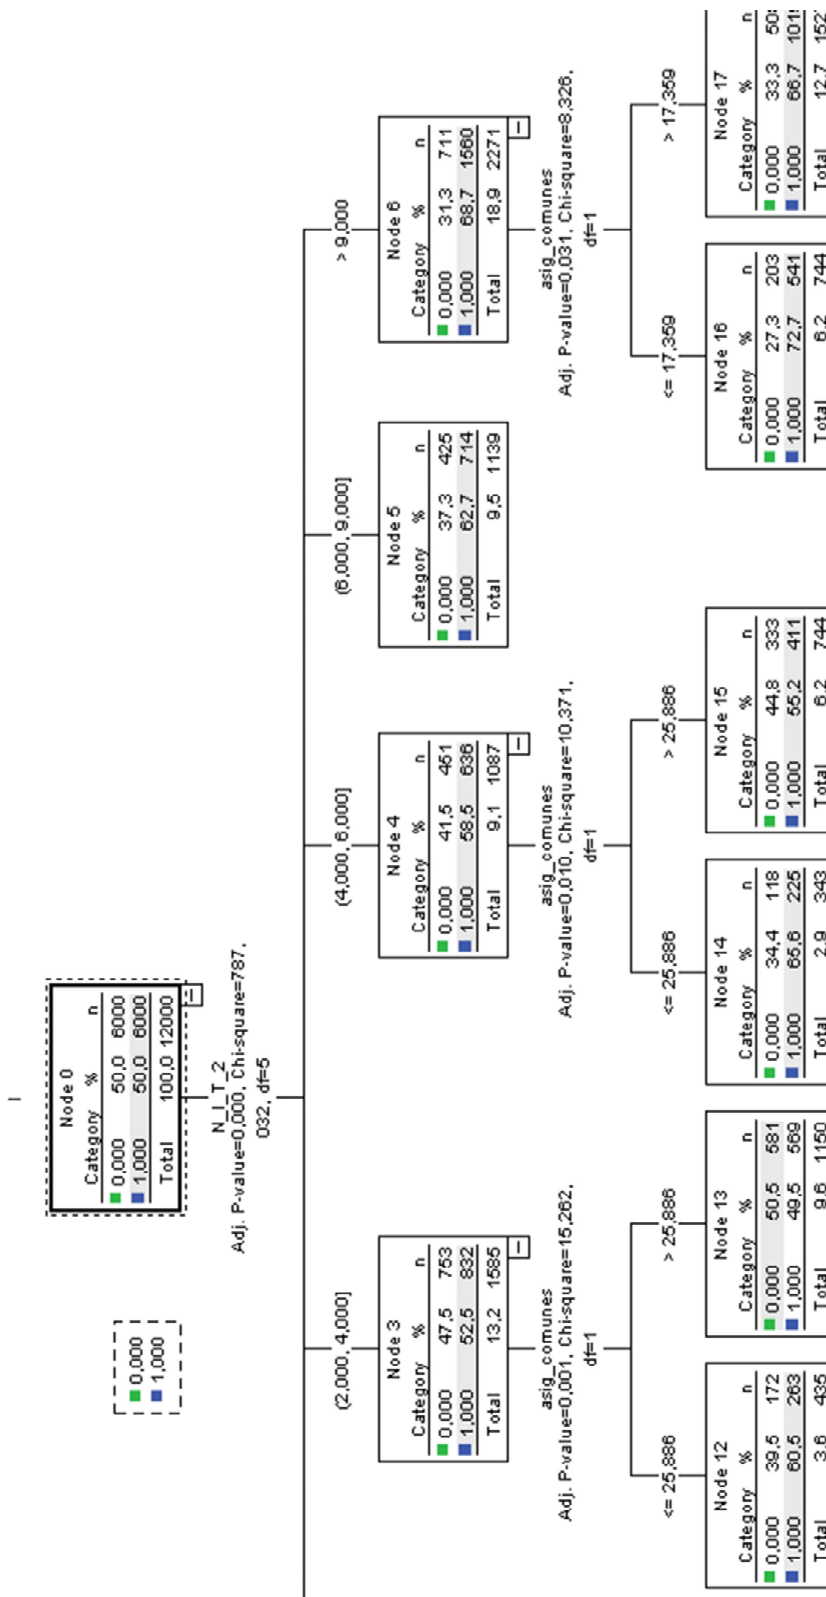 0,000
1,000
Node 0
Category % n
0,000 50,0 6000
1,000 50,0 6000
Total 100,0 12000
N_I_T_2
Adj. P-value=0,000, Chi-square=787,
032, df=5
(2,000, 4,000]
(4,000, 6,000]
(6,000, 9,000]
> 9,000
Node 3
Category % n
0,000 47,5 753
1,000 52,5 832
Total 13,2 1585
Node 4
Category % n
0,000 41,5 451
1,000 58,5 636
Total 9,1 1087
Node 5
Category % n
0,000 37,3 425
1,000 62,7 714
Total 9,5 1139
Node 6
Category % n
0,000 31,3 711
1,000 68,7 1560
Total 18,9 2271
asig_comunes
Adj. P-value=0,001, Chi-square=15,262,
df=1
asig_comunes
Adj. P-value=0,010, Chi-square=10,371,
df=1
asig_comunes
Adj. P-value=0,031, Chi-square=8,326,
df=1
<= 25,886
> 25,886
<= 25,886
> 25,886
<= 17,359
> 17,359
Node 12
Category % n
0,000 39,5 172
1,000 60,5 263
Total 3,6 435
Node 13
Category % n
0,000 50,5 581
1,000 49,5 569
Total 9,6 1150
Node 14
Category % n
0,000 34,4 118
1,000 65,6 225
Total 2,9 343
Node 15
Category % n
0,000 44,8 333
1,000 55,2 411
Total 6,2 744
Node 16
Category % n
0,000 27,3 203
1,000 72,7 541
Total 6,2 744
Node 17
Category % n
0,000 33,3
1,000 66,7
Total 12,7